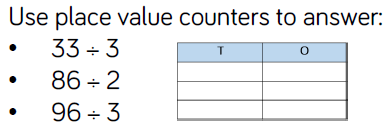 Use place value counters to answer:
• 33 ÷ 3
T O
• 86 ÷ 2
• 96 ÷ 3